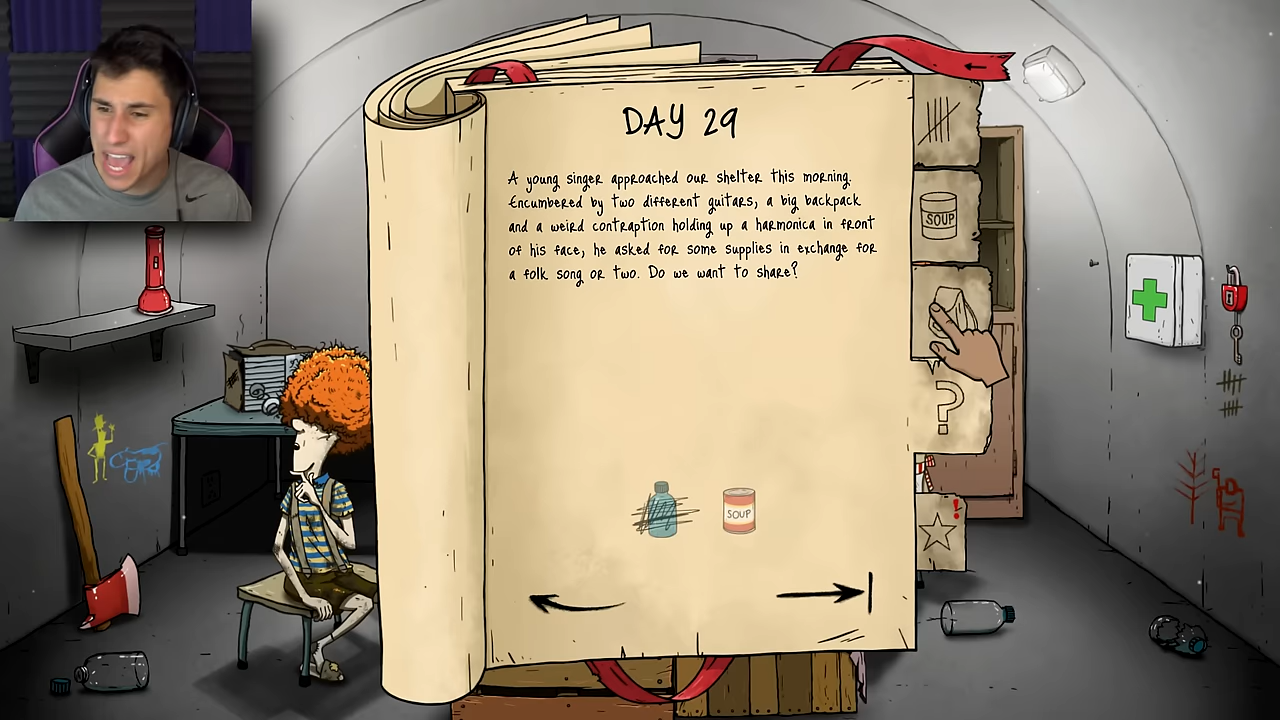 DAY 29
A young singer approached our shelter this morning.
Encumbered by two different guitars, a big backpack
and a weird contraption holding up a harmonica in front
of his face, he asked for some supplies in exchange for
a folk song or two. Do we want to share?
SOUP
SOUP
?
!